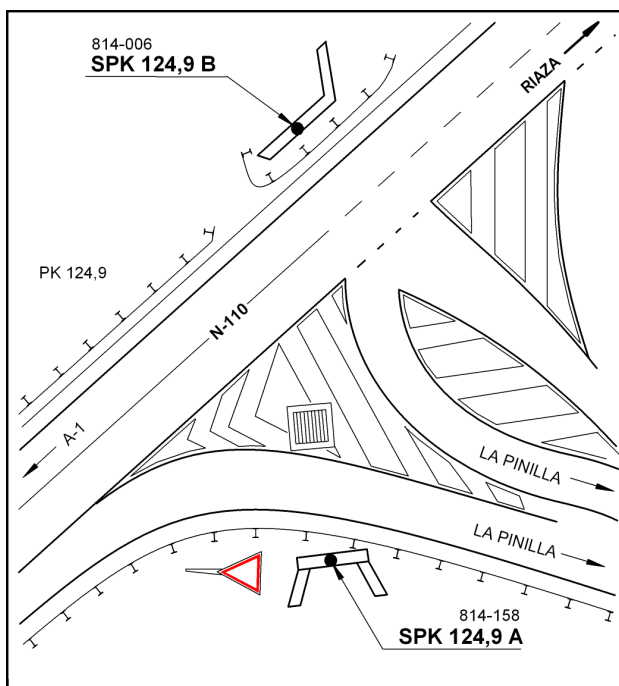 814-006
SPK 124,9 B
RIAZA
PK 124,9
N-110
A-1
LA PINILLA
LA PINILLA
814-158
SPK 124,9 A